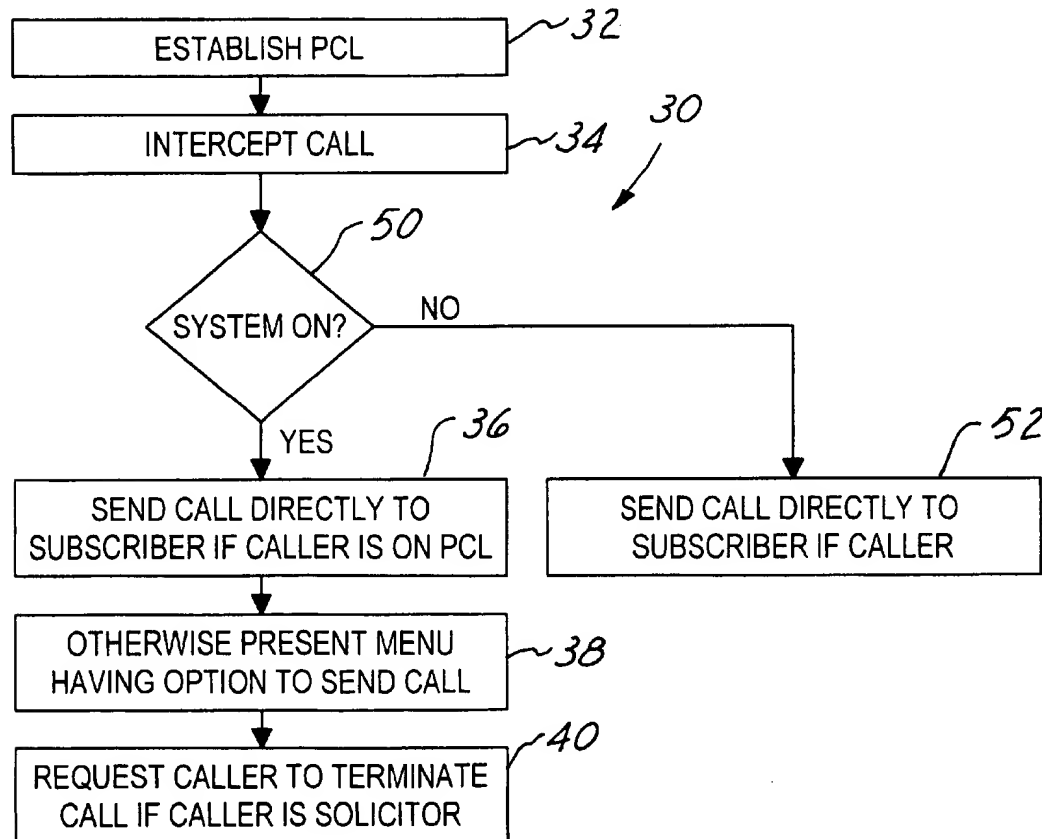 ESTABLISH PCL
32
INTERCEPT CALL
34
30
50
SYSTEM ON?
NO
YES
36
52
SEND CALL DIRECTLY TO
SUBSCRIBER IF CALLER IS ON PCL
SEND CALL DIRECTLY TO
SUBSCRIBER IF CALLER
OTHERWISE PRESENT MENU
HAVING OPTION TO SEND CALL
38
40
REQUEST CALLER TO TERMINATE
CALL IF CALLER IS SOLICITOR